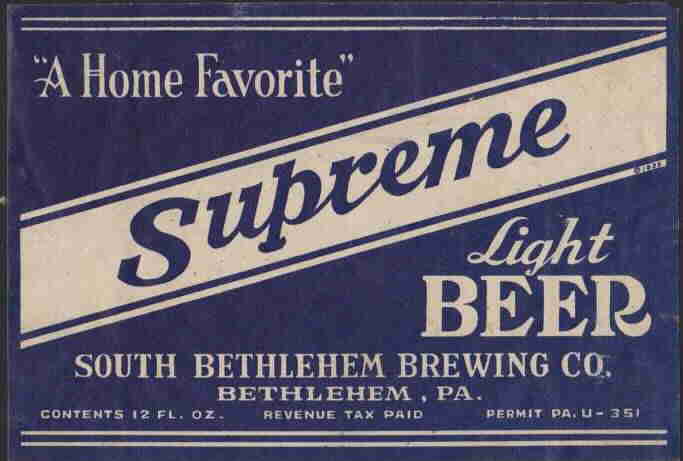 "A Home Favorite"
Supreme
Light
BEER
SOUTH BETHLEHEM BREWING CO.
BETHLEHEM, PA.
CONTENTS 12 FL. OZ. REVENUE TAX PAID PERMIT PA. U-351